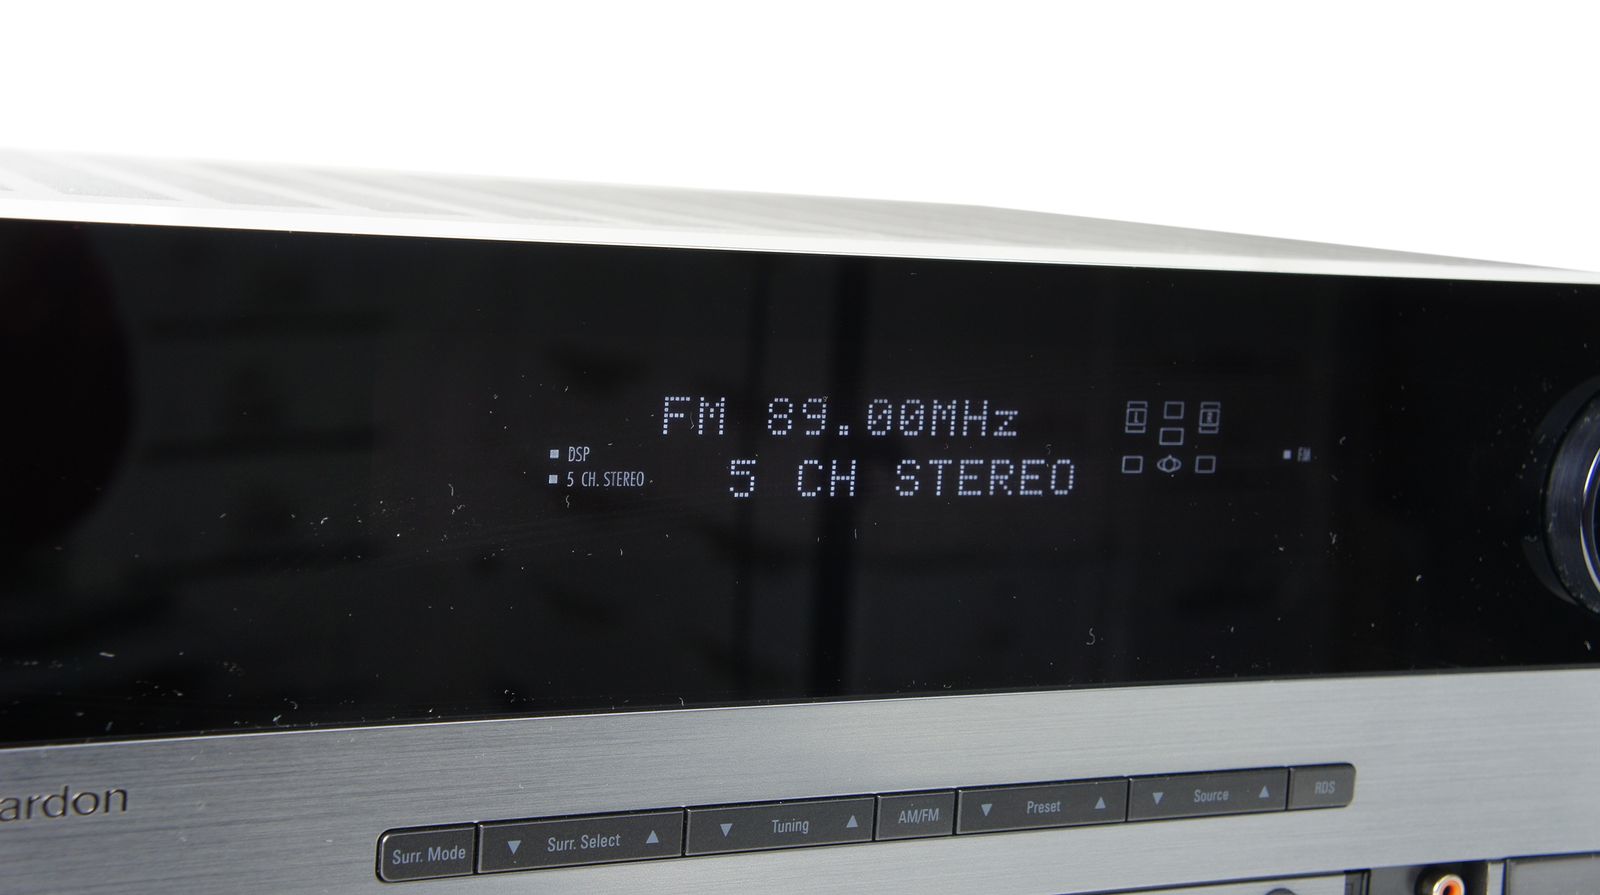 FM 89.00MHz
DSP
5 CH. STEREO
5 CH STEREO
FM
ardon
Surr. Mode
▼ Surr. Select ▲
▼ Tuning ▲
AM/FM
▼ Preset ▲
▼ Source ▲
RDS